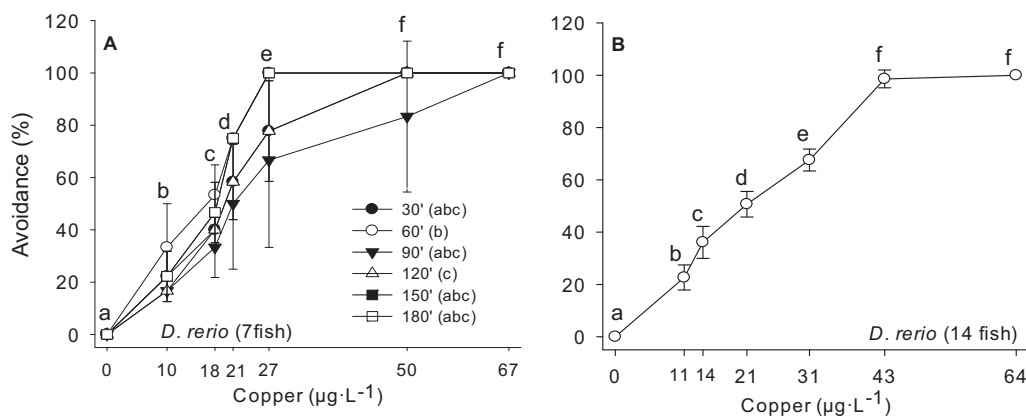 A
Avoidance (%)
120
100
80
60
40
20
0
a
b
c
d
e
f
f
30' (abc)
60' (b)
90' (abc)
120' (c)
150' (abc)
180' (abc)
D. rerio (7fish)
0 10 18 21 27 50 67
Copper (µg·L⁻¹)
B
120
100
80
60
40
20
0
a
b
c
d
e
f
f
D. rerio (14 fish)
0 11 14 21 31 43 64
Copper (µg·L⁻¹)